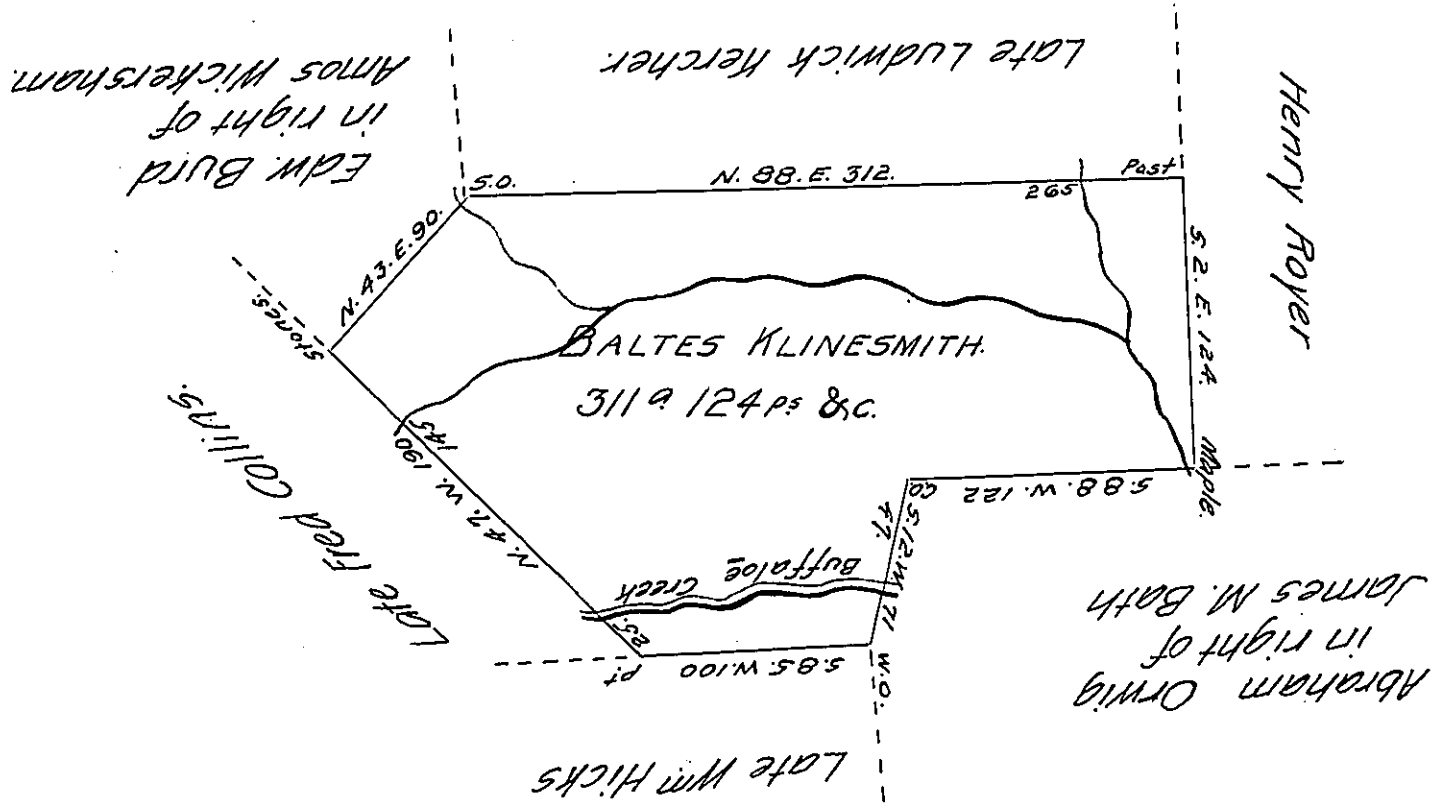 Late Ludwick Kercher.
Edw. Burd
in right of
Amos Wickersham.
Henry Royer
S.O.
N. 88. E. 312.
265
Post
N. 43. E. 90.
S. 2. E. 124.
Stones.
BALTES KLINESMITH.
311 a 124 ps &c.
145
N. 47. W. 190
Late Fred Collins.
Maple.
S. 88. W. 122
CO
47.
S. 12. W. 71
Buffaloe Creek
25.
pt
S. 85. W. 100
W.O.
Abraham Orwig
in right of
James M. Bath
Late Wm Hicks